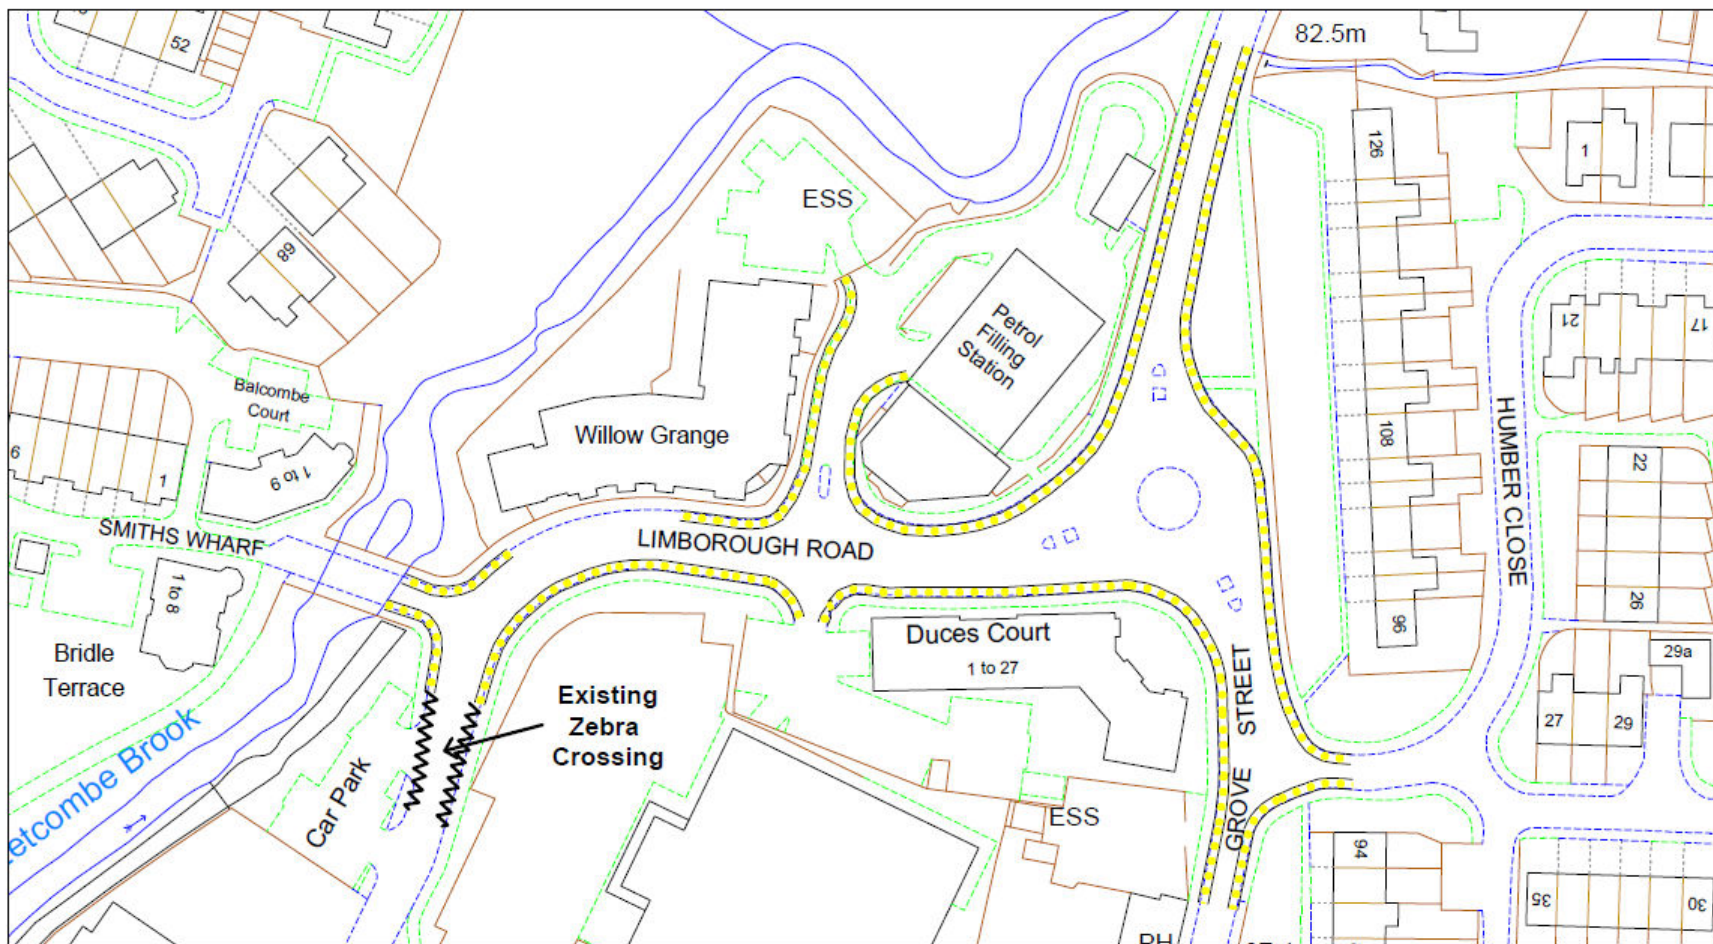 82.5m
52
126
1
ESS
68
Petrol
Filling
Station
21
17
Balcombe
Court
Willow Grange
108
HUMBER CLOSE
6
1
1 to 9
22
SMITHS WHARF
LIMBOROUGH ROAD
1 to 8
26
96
Duces Court
1 to 27
Bridle
Terrace
29a
Existing
Zebra
Crossing
27
29
GROVE STREET
etcombe Brook
Car Park
ESS
94
35
30
PH